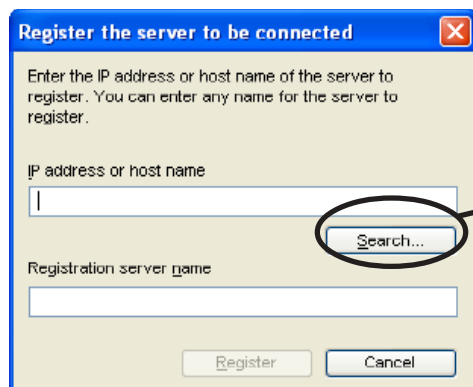 Register the server to be connected
Enter the IP address or host name of the server to
register. You can enter any name for the server to
register.
IP address or host name
Search...
Registration server name
Register
Cancel